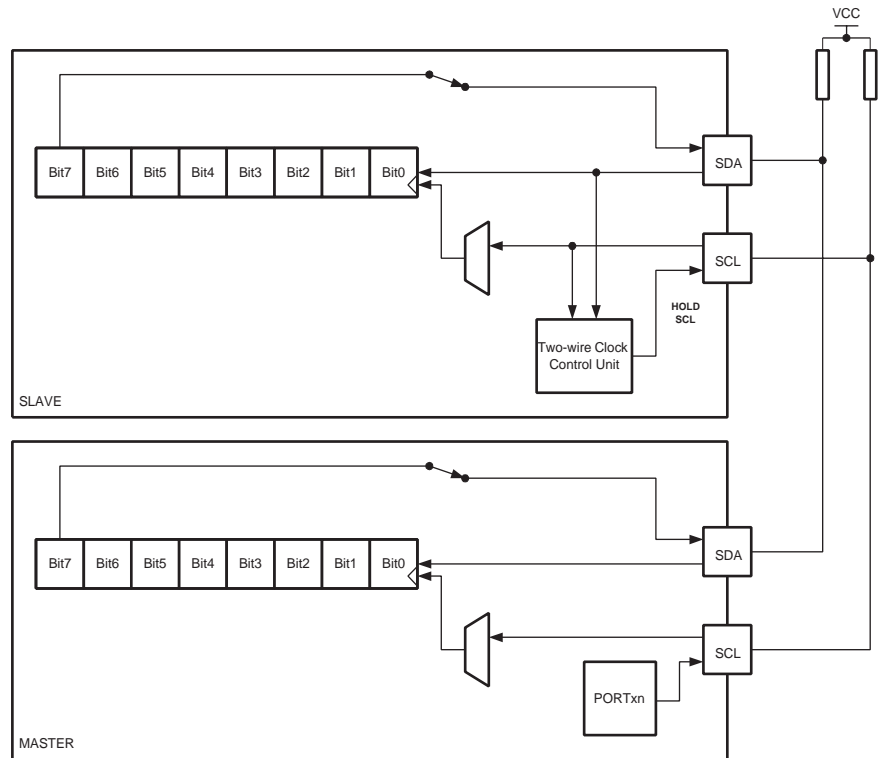 VCC
Bit7 Bit6 Bit5 Bit4 Bit3 Bit2 Bit1 Bit0
SDA
SCL
HOLD
SCL
Two-wire Clock
Control Unit
SLAVE
Bit7 Bit6 Bit5 Bit4 Bit3 Bit2 Bit1 Bit0
SDA
SCL
PORTxn
MASTER